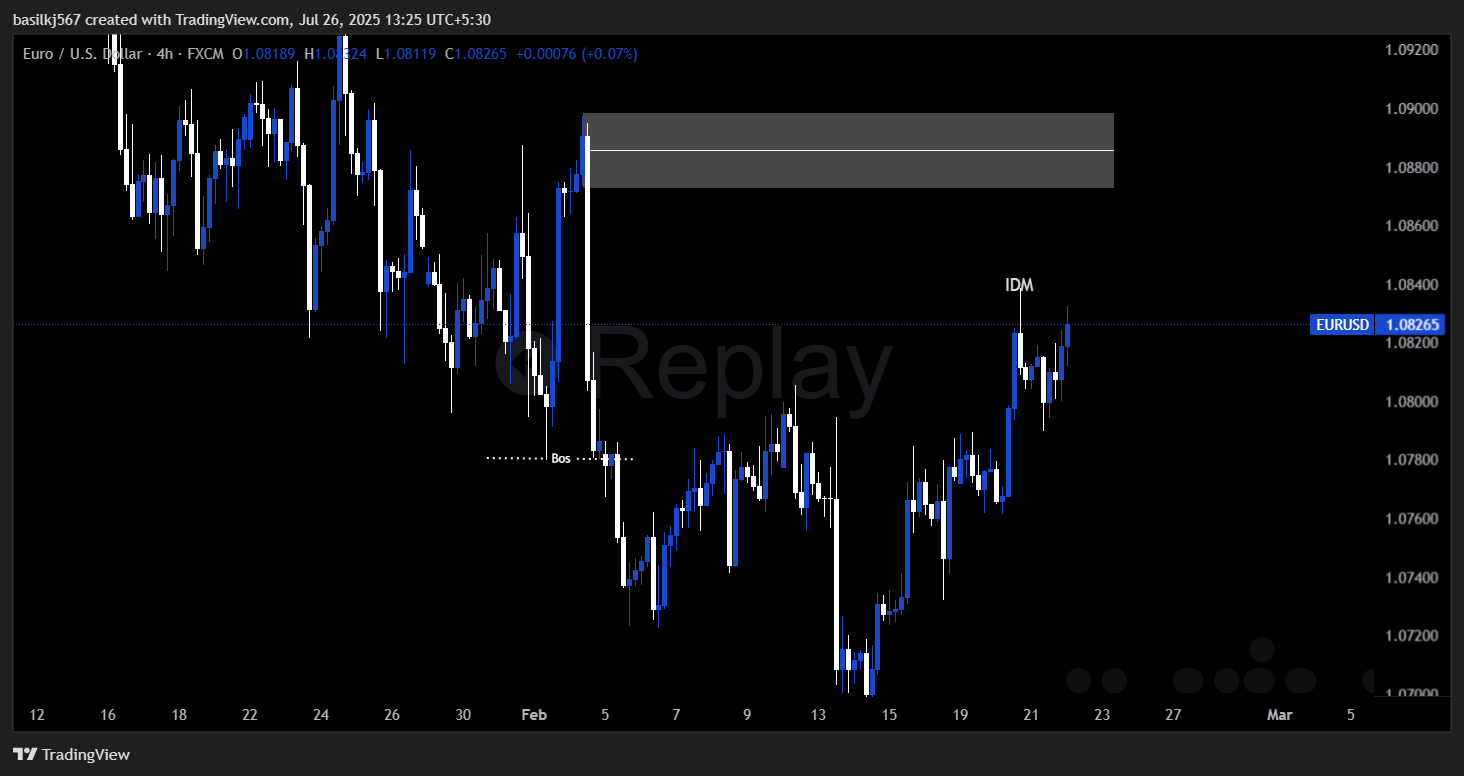 basilkj567 created with TradingView.com, Jul 26, 2025 13:25 UTC+5:30
Euro / U.S. Dollar · 4h · FXCM O1.08189 H1.08324 L1.08119 C1.08265 +0.00076 (+0.07%)
1.09200
1.09000
1.08800
1.08600
IDM
1.08400
EURUSD 1.08265
1.08200
Replay
1.08000
Bos
1.07800
1.07600
1.07400
1.07200
1.07000
12 16 18 22 24 26 30 Feb 5 7 9 13 15 19 21 23 27 Mar 5
TradingView